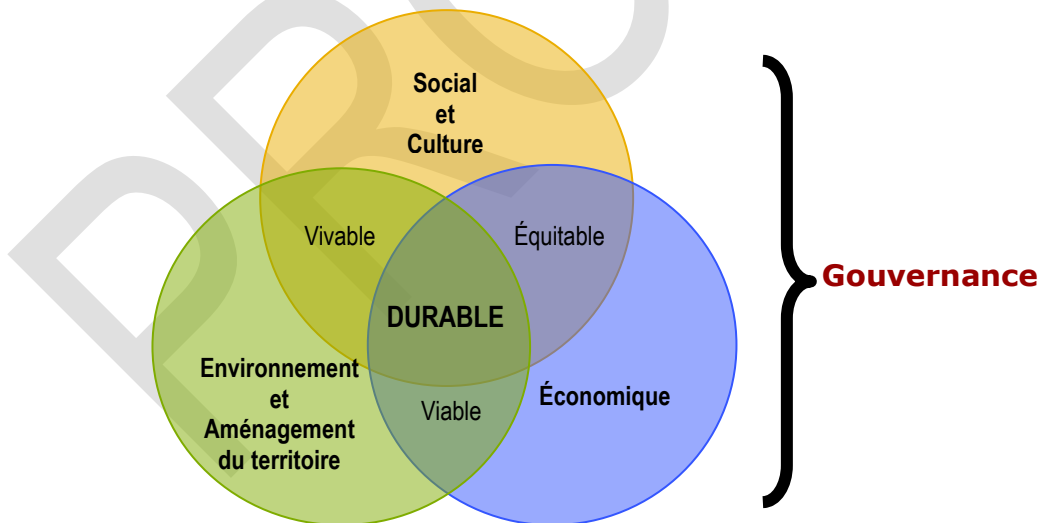 Social
et
Culture
Vivable
Équitable
Gouvernance
DURABLE
Environnement
et
Aménagement
du territoire
Économique
Viable